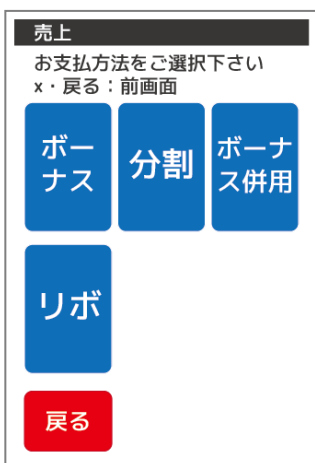 売上
お支払方法をご選択下さい
x・戻る：前画面
ボー
ナス
分割
ボーナ
ス併用
リボ
戻る